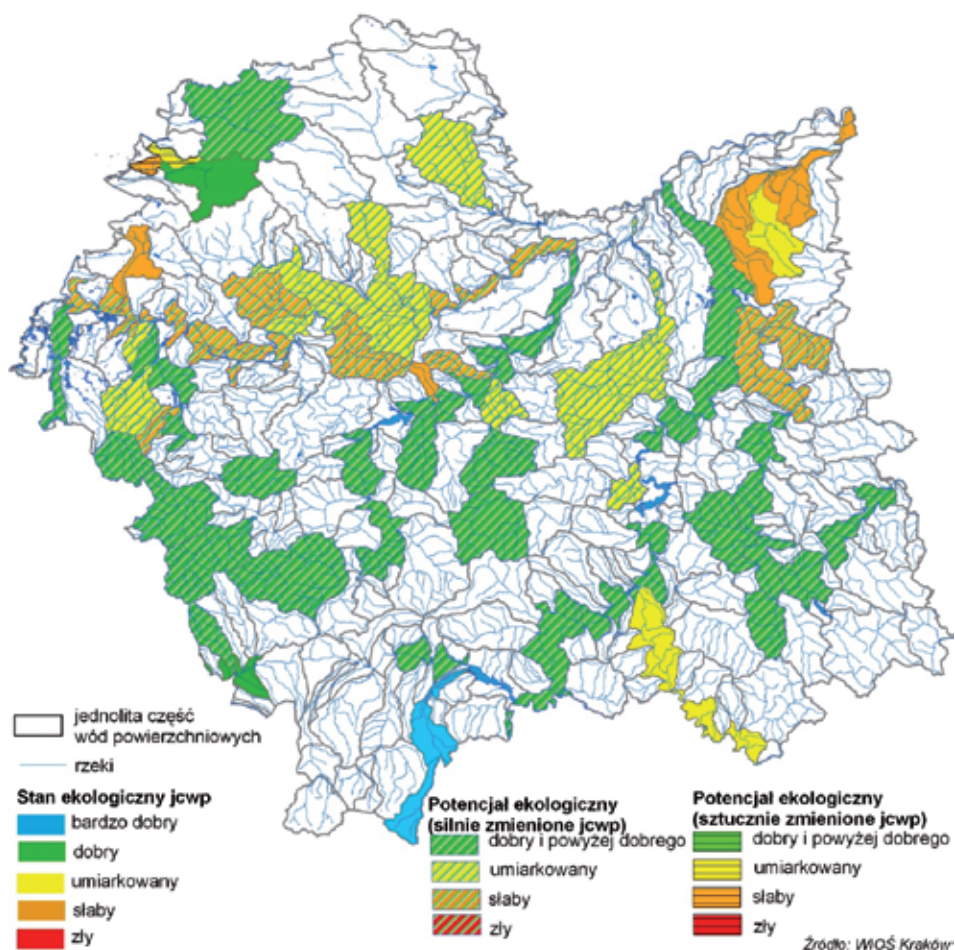 jednolita część
wód powierzchniowych
rzeki
Stan ekologiczny jcwp
bardzo dobry
dobry
umiarkowany
słaby
zły
Potencjał ekologiczny
(silnie zmienione jcwp)
dobry i powyżej dobrego
umiarkowany
słaby
zły
Potencjał ekologiczny
(sztucznie zmienione jcwp)
dobry i powyżej dobrego
umiarkowany
słaby
zły
Źródło: WIOŚ Kraków